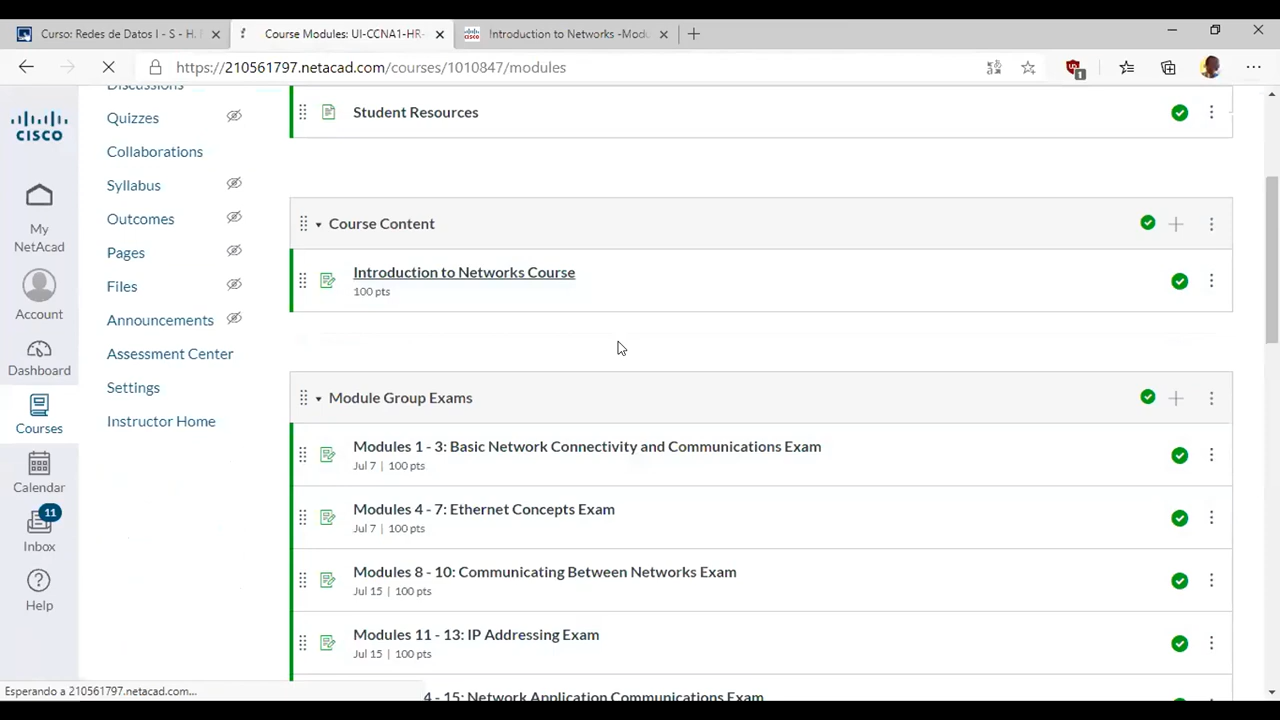 Curso: Redes de Datos I - S - H.
Course Modules: UI-CCNA1-HR-
Introduction to Networks -Modu
https://210561797.netacad.com/courses/1010847/modules
1
CISCO
My NetAcad
Account
Dashboard
Courses
Calendar
11
Inbox
Help
Discussions
Quizzes
Collaborations
Syllabus
Outcomes
Pages
Files
Announcements
Assessment Center
Settings
Instructor Home
Student Resources
Course Content
Introduction to Networks Course
100 pts
Module Group Exams
Modules 1 - 3: Basic Network Connectivity and Communications Exam
Jul 7 | 100 pts
Modules 4 - 7: Ethernet Concepts Exam
Jul 7 | 100 pts
Modules 8 - 10: Communicating Between Networks Exam
Jul 15 | 100 pts
Modules 11 - 13: IP Addressing Exam
Jul 15 | 100 pts
4 - 15: Network Application Communications Exam
Esperando a 210561797.netacad.com...